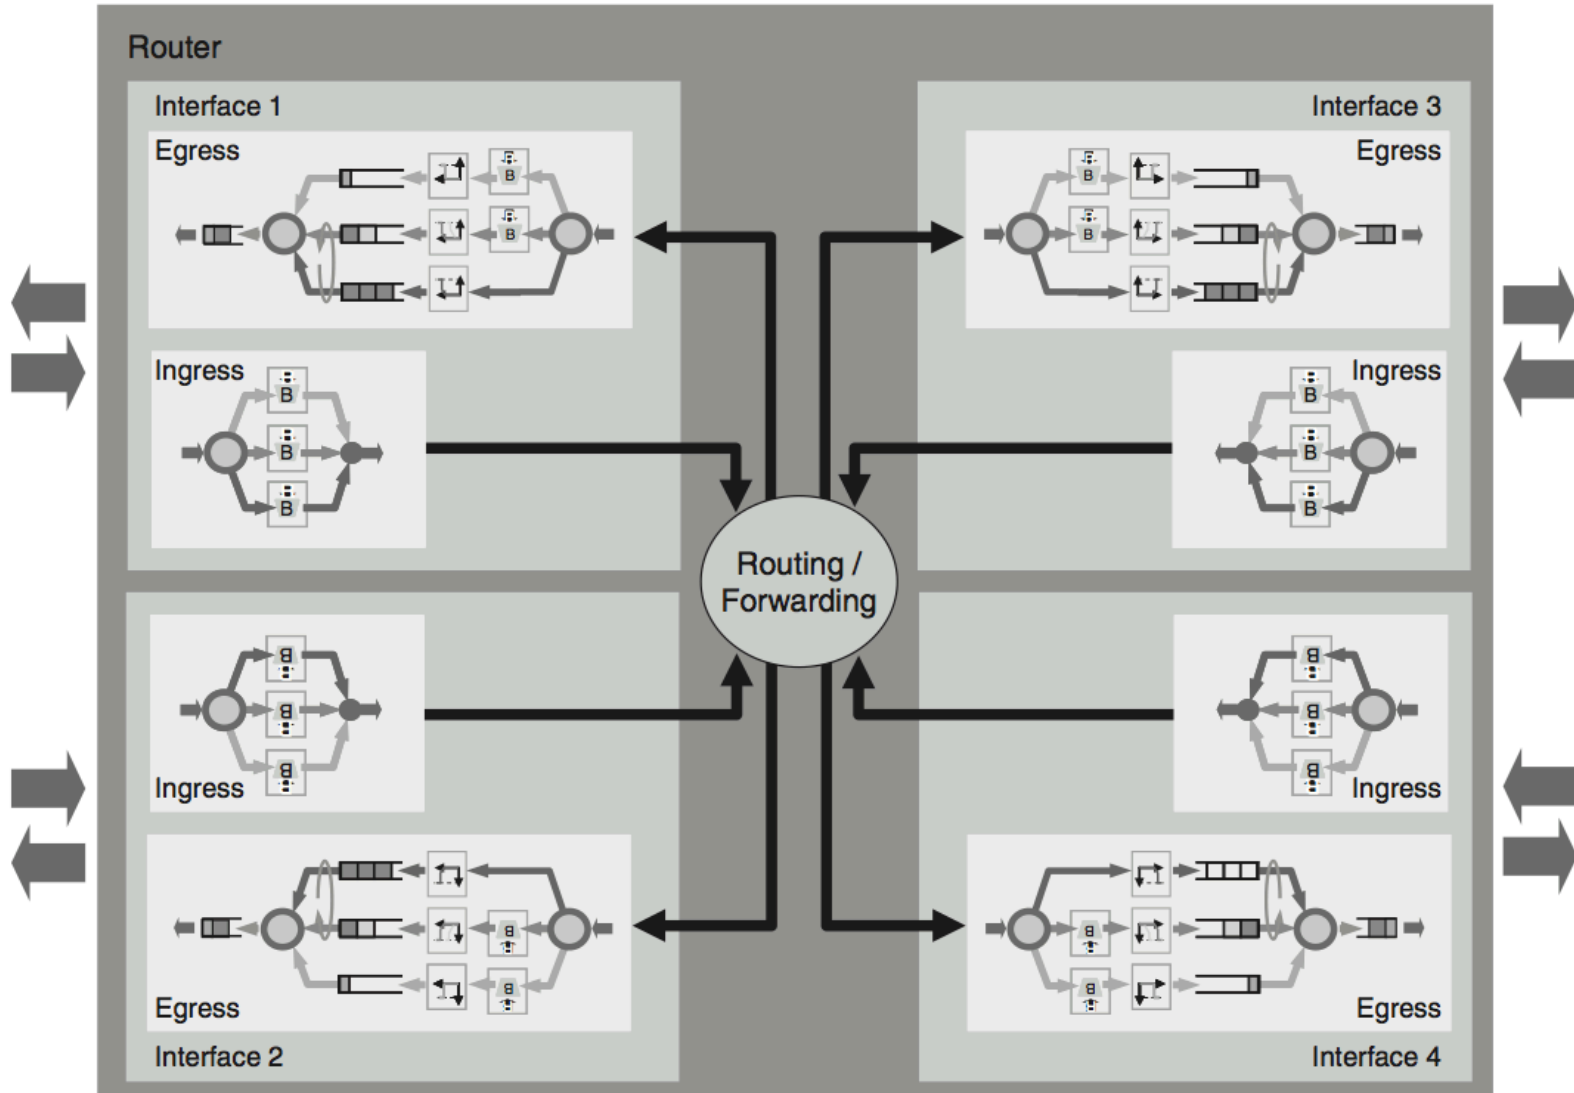 Router
Interface 1
Egress
B
B
Ingress
B
B
B
Interface 3
Egress
B
B
Ingress
B
B
B
Routing /
Forwarding
B
B
B
Ingress
B
B
Egress
Interface 2
B
B
B
Ingress
B
B
Egress
Interface 4